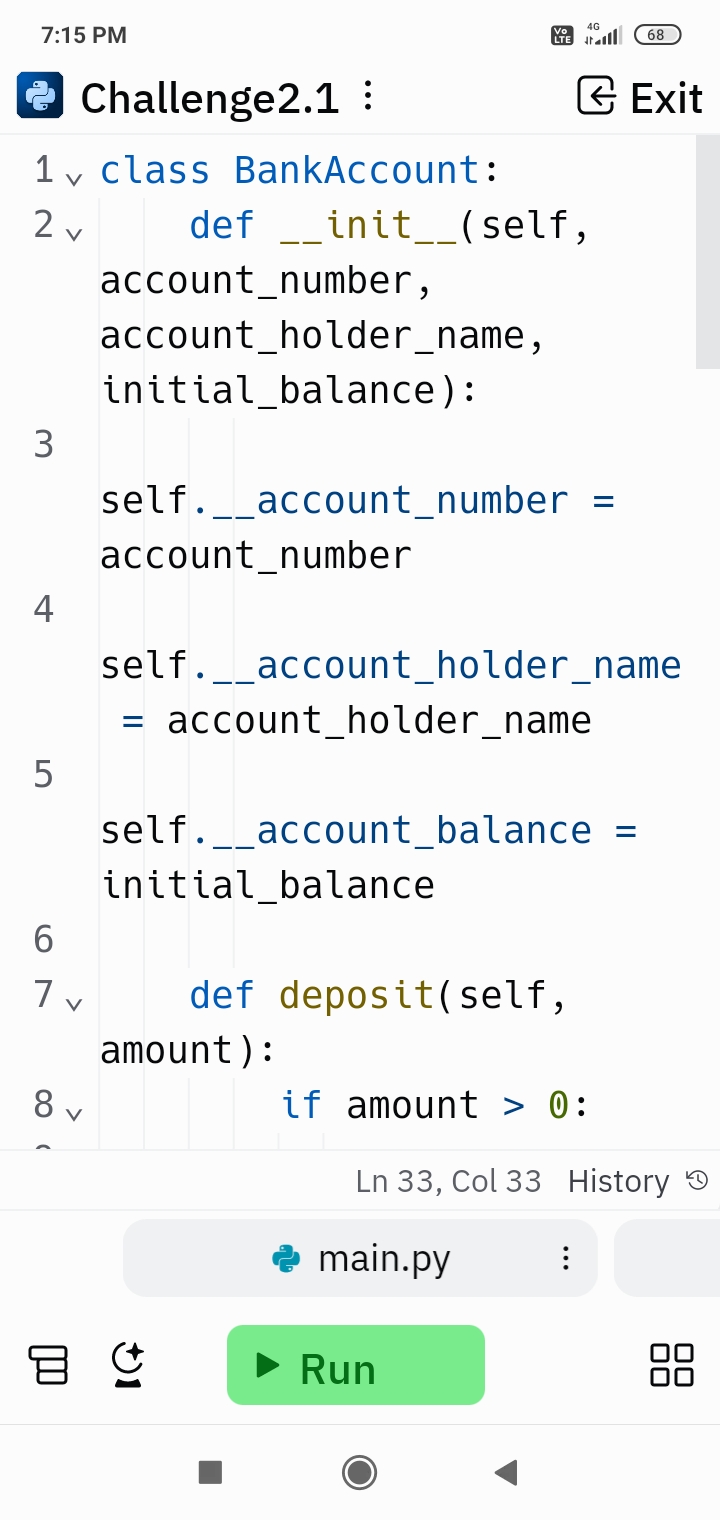 7:15 PM
Vo LTE 4G 68
Challenge2.1 Exit
1 class BankAccount:
2 def __init__(self,
account_number,
account_holder_name,
initial_balance):
3
self.__account_number =
account_number
4
self.__account_holder_name
= account_holder_name
5
self.__account_balance =
initial_balance
6
7 def deposit(self,
amount):
8 if amount > 0:
Ln 33, Col 33 History
main.py
Run